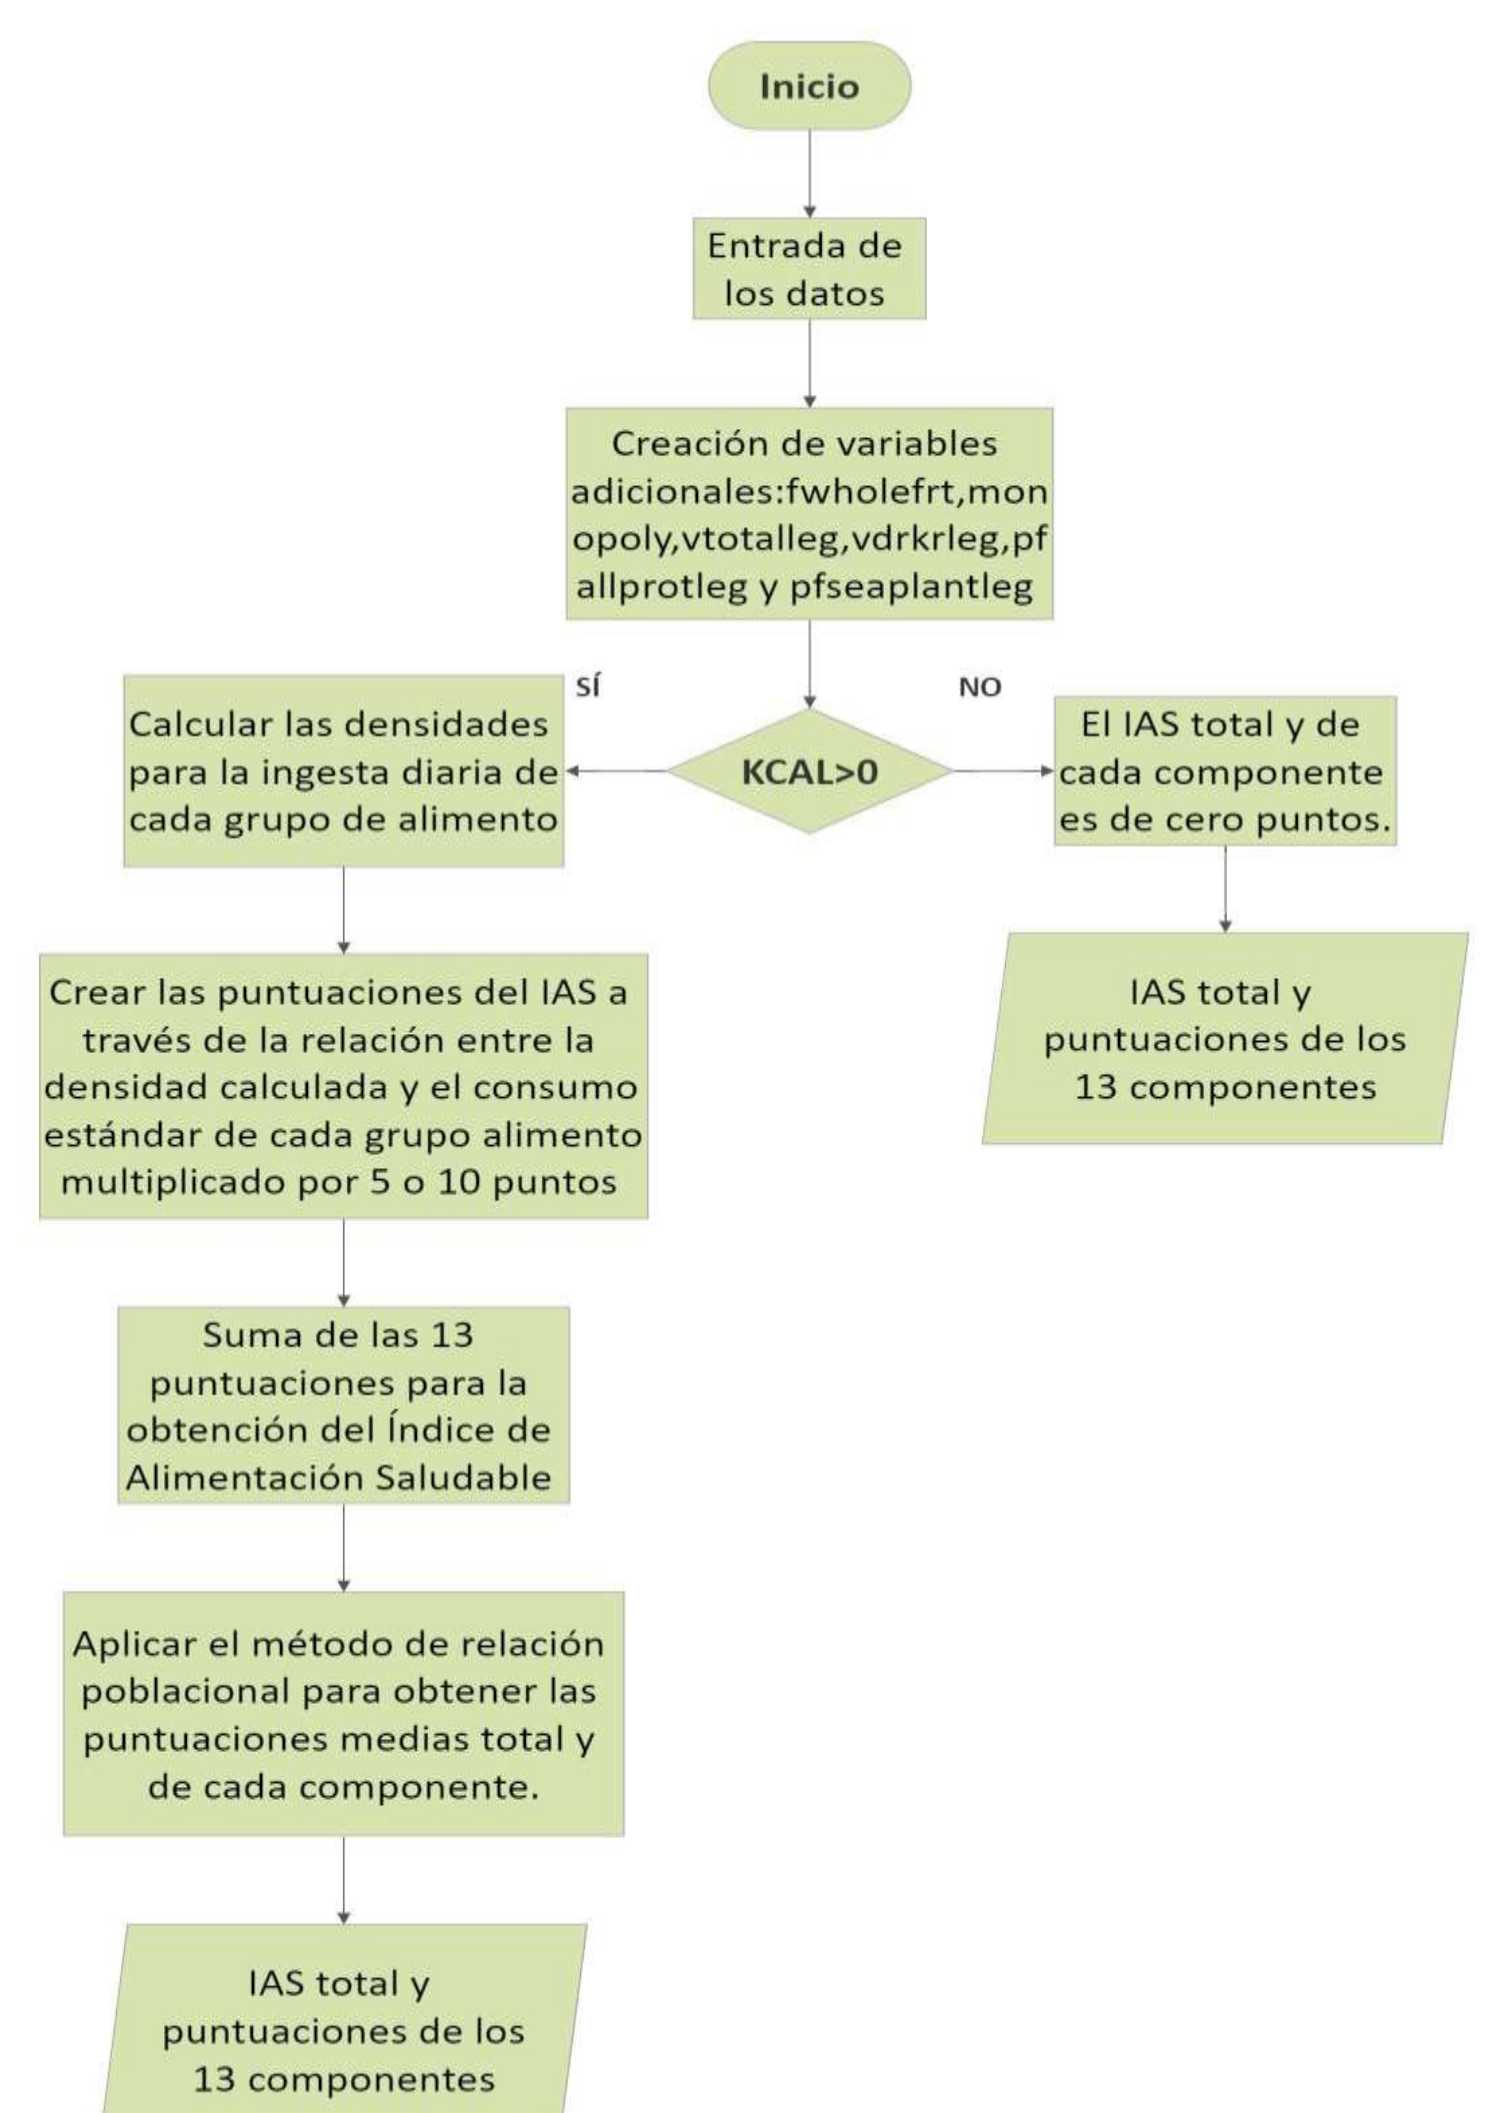 Inicio
Entrada de
los datos
Creación de variables
adicionales:fwholefrt,mon
opoly,vtotalleg,vdrkrleg,pf
allprotleg y pfseaplantleg
SÍ
NO
KCAL>0
Calcular las densidades
para la ingesta diaria de
cada grupo de alimento
El IAS total y de
cada componente
es de cero puntos.
Crear las puntuaciones del IAS a
través de la relación entre la
densidad calculada y el consumo
estándar de cada grupo alimento
multiplicado por 5 o 10 puntos
IAS total y
puntuaciones de los
13 componentes
Suma de las 13
puntuaciones para la
obtención del Índice de
Alimentación Saludable
Aplicar el método de relación
poblacional para obtener las
puntuaciones medias total y
de cada componente.
IAS total y
puntuaciones de los
13 componentes